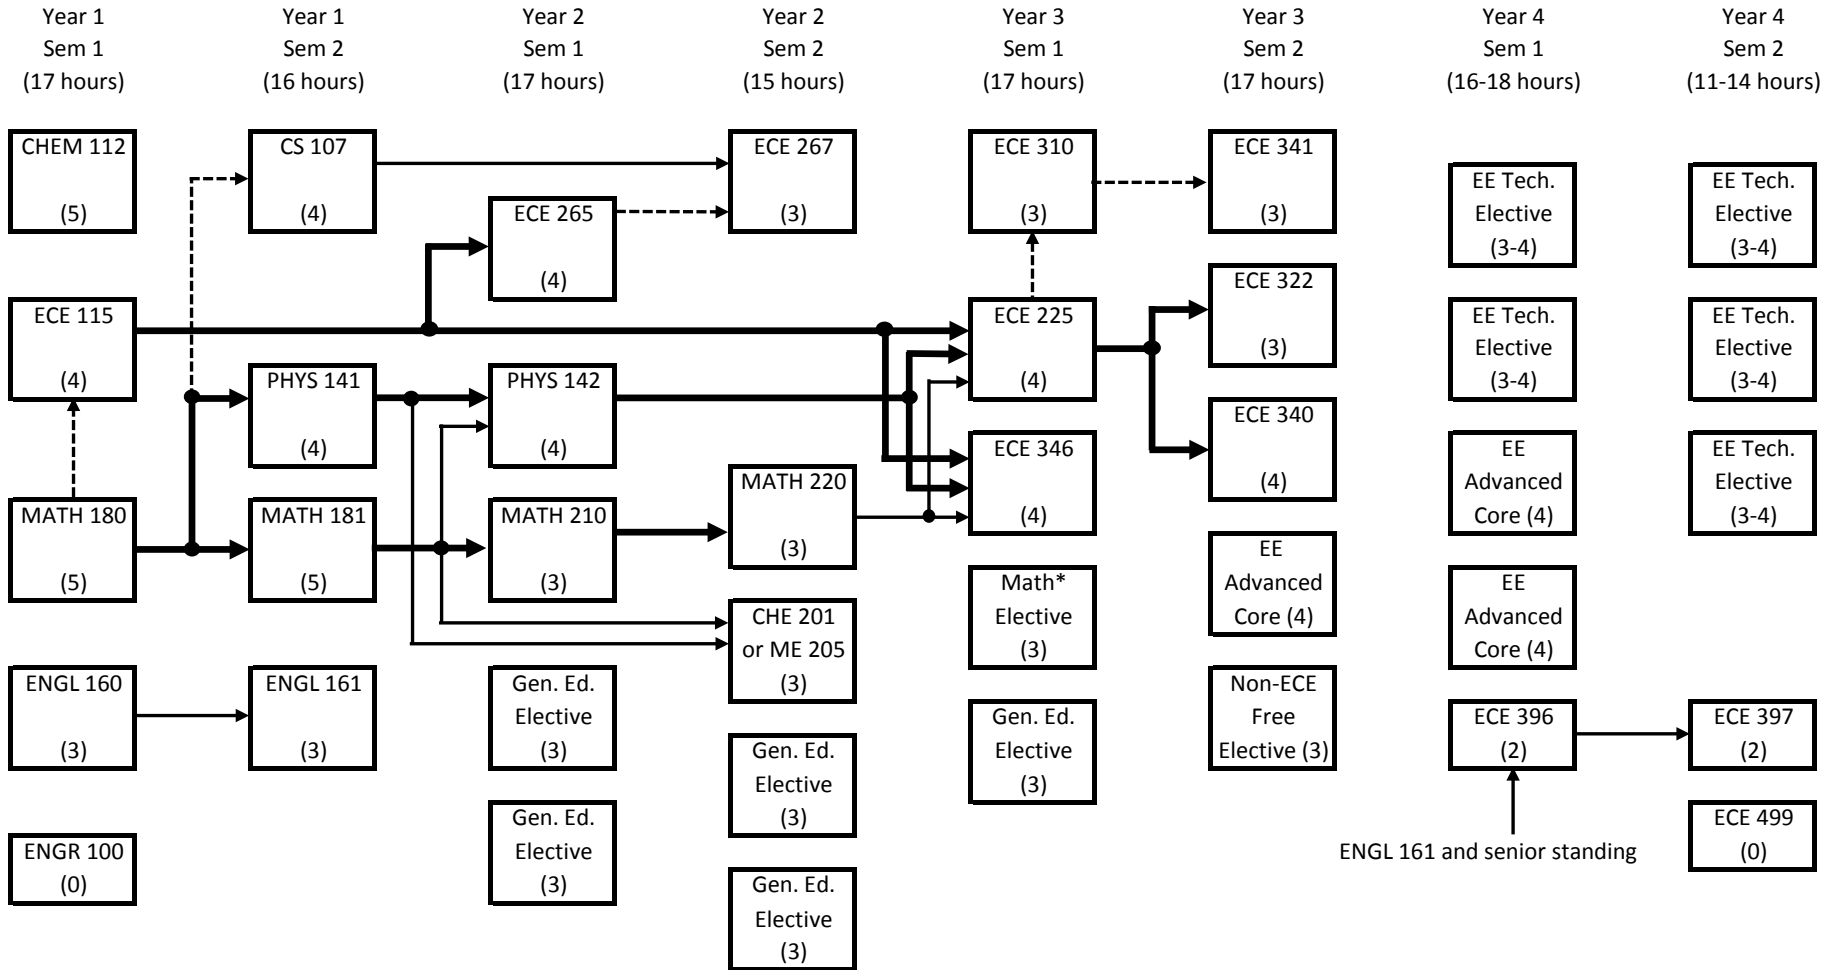 Year 1
Sem 1
(17 hours)
Year 1
Sem 2
(16 hours)
Year 2
Sem 1
(17 hours)
Year 2
Sem 2
(15 hours)
Year 3
Sem 1
(17 hours)
Year 3
Sem 2
(17 hours)
Year 4
Sem 1
(16-18 hours)
Year 4
Sem 2
(11-14 hours)
CHEM 112
(5)
ECE 115
(4)
MATH 180
(5)
ENGL 160
(3)
ENGR 100
(0)
CS 107
(4)
PHYS 141
(4)
MATH 181
(5)
ENGL 161
(3)
ECE 265
(4)
PHYS 142
(4)
MATH 210
(3)
Gen. Ed.
Elective
(3)
Gen. Ed.
Elective
(3)
ECE 267
(3)
MATH 220
(3)
CHE 201
or ME 205
(3)
Gen. Ed.
Elective
(3)
Gen. Ed.
Elective
(3)
ECE 310
(3)
ECE 225
(4)
ECE 346
(4)
Math*
Elective
(3)
Gen. Ed.
Elective
(3)
ECE 341
(3)
ECE 322
(3)
ECE 340
(4)
EE
Advanced
Core (4)
Non-ECE
Free
Elective (3)
EE Tech.
Elective
(3-4)
EE Tech.
Elective
(3-4)
EE
Advanced
Core (4)
EE
Advanced
Core (4)
ECE 396
(2)
ENGL 161 and senior standing
EE Tech.
Elective
(3-4)
EE Tech.
Elective
(3-4)
EE Tech.
Elective
(3-4)
ECE 397
(2)
ECE 499
(0)